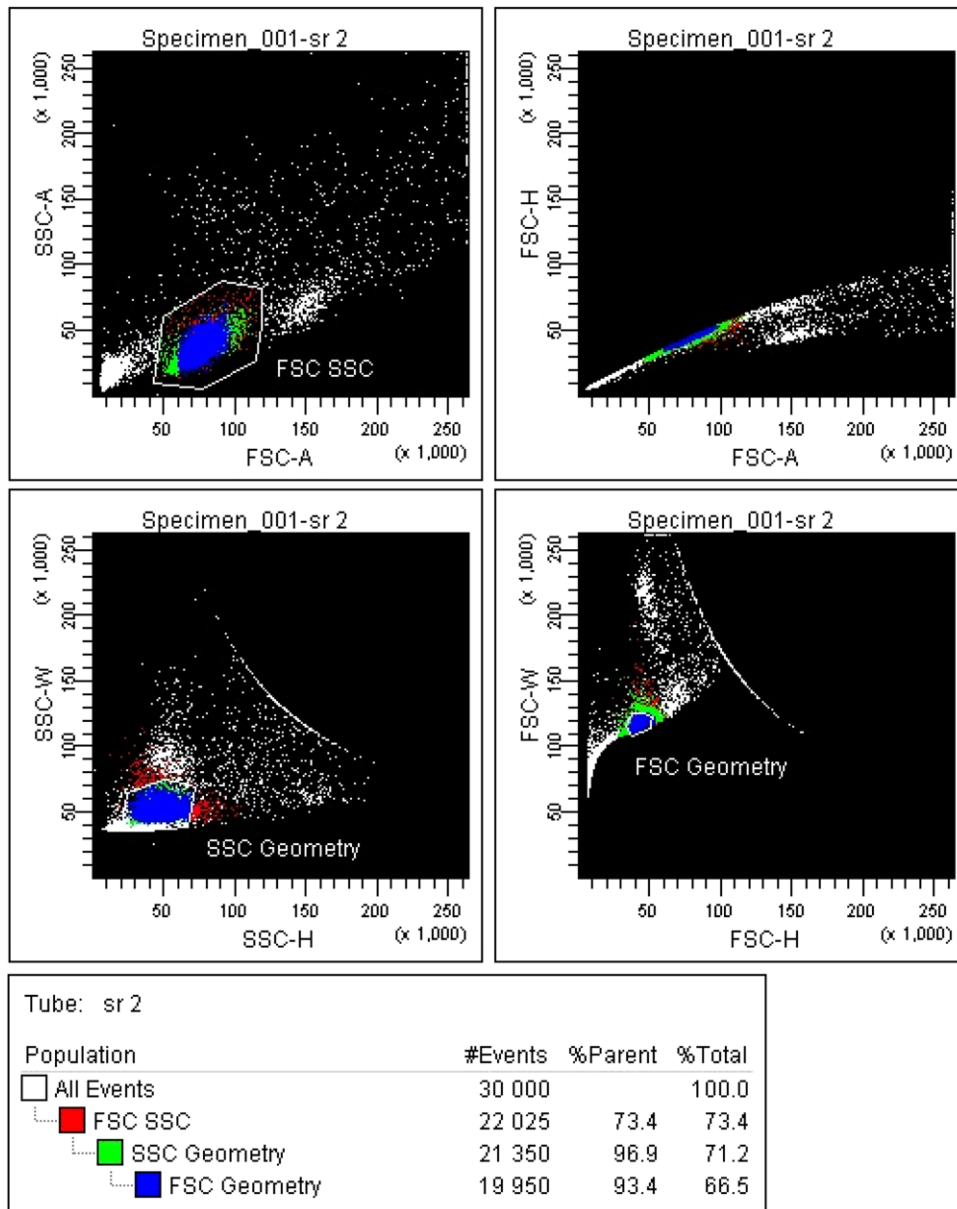 Specimen_001-sr 2
(x 1,000)
SSC-A
250
200
150
100
50
FSC SSC
50 100 150 200 250
FSC-A (x 1,000)
Specimen_001-sr 2
(x 1,000)
FSC-H
250
200
150
100
50
50 100 150 200 250
FSC-A (x 1,000)
Specimen_001-sr 2
(x 1,000)
SSC-W
250
200
150
100
50
SSC Geometry
50 100 150 200 250
SSC-H (x 1,000)
Specimen_001-sr 2
(x 1,000)
FSC-W
250
200
150
100
50
FSC Geometry
50 100 150 200 250
FSC-H (x 1,000)
Tube: sr 2
Population #Events %Parent %Total
All Events 30 000 100.0
FSC SSC 22 025 73.4 73.4
SSC Geometry 21 350 96.9 71.2
FSC Geometry 19 950 93.4 66.5